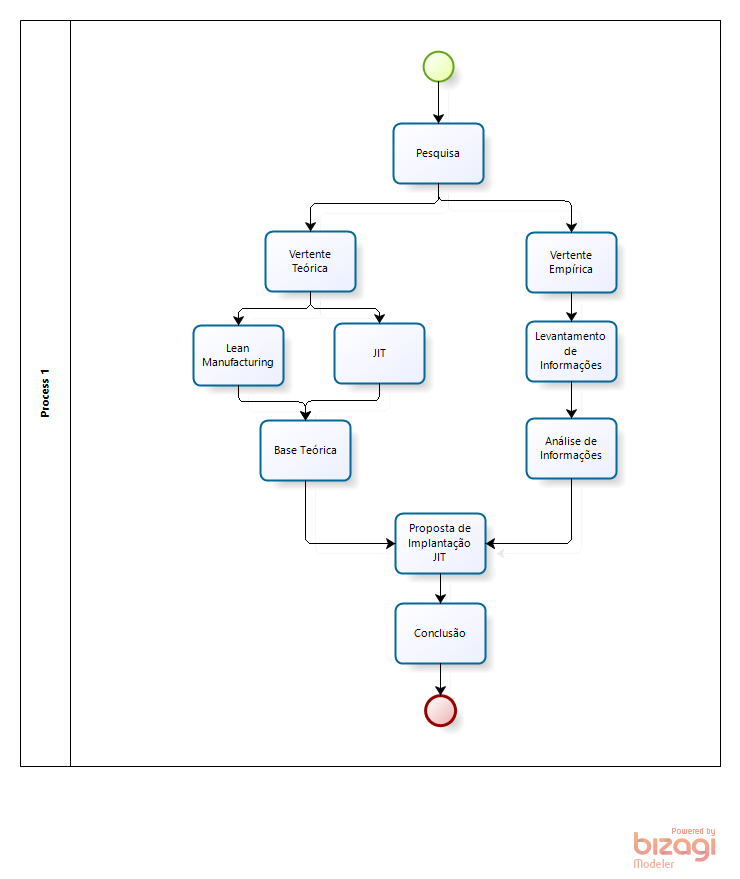 Process 1
Pesquisa
Vertente
Teórica
Vertente
Empírica
Lean
Manufacturing
JIT
Levantamento
de
Informações
Base Teórica
Análise de
Informações
Proposta de
Implantação
JIT
Conclusão
Powered by
bizagi
Modeler